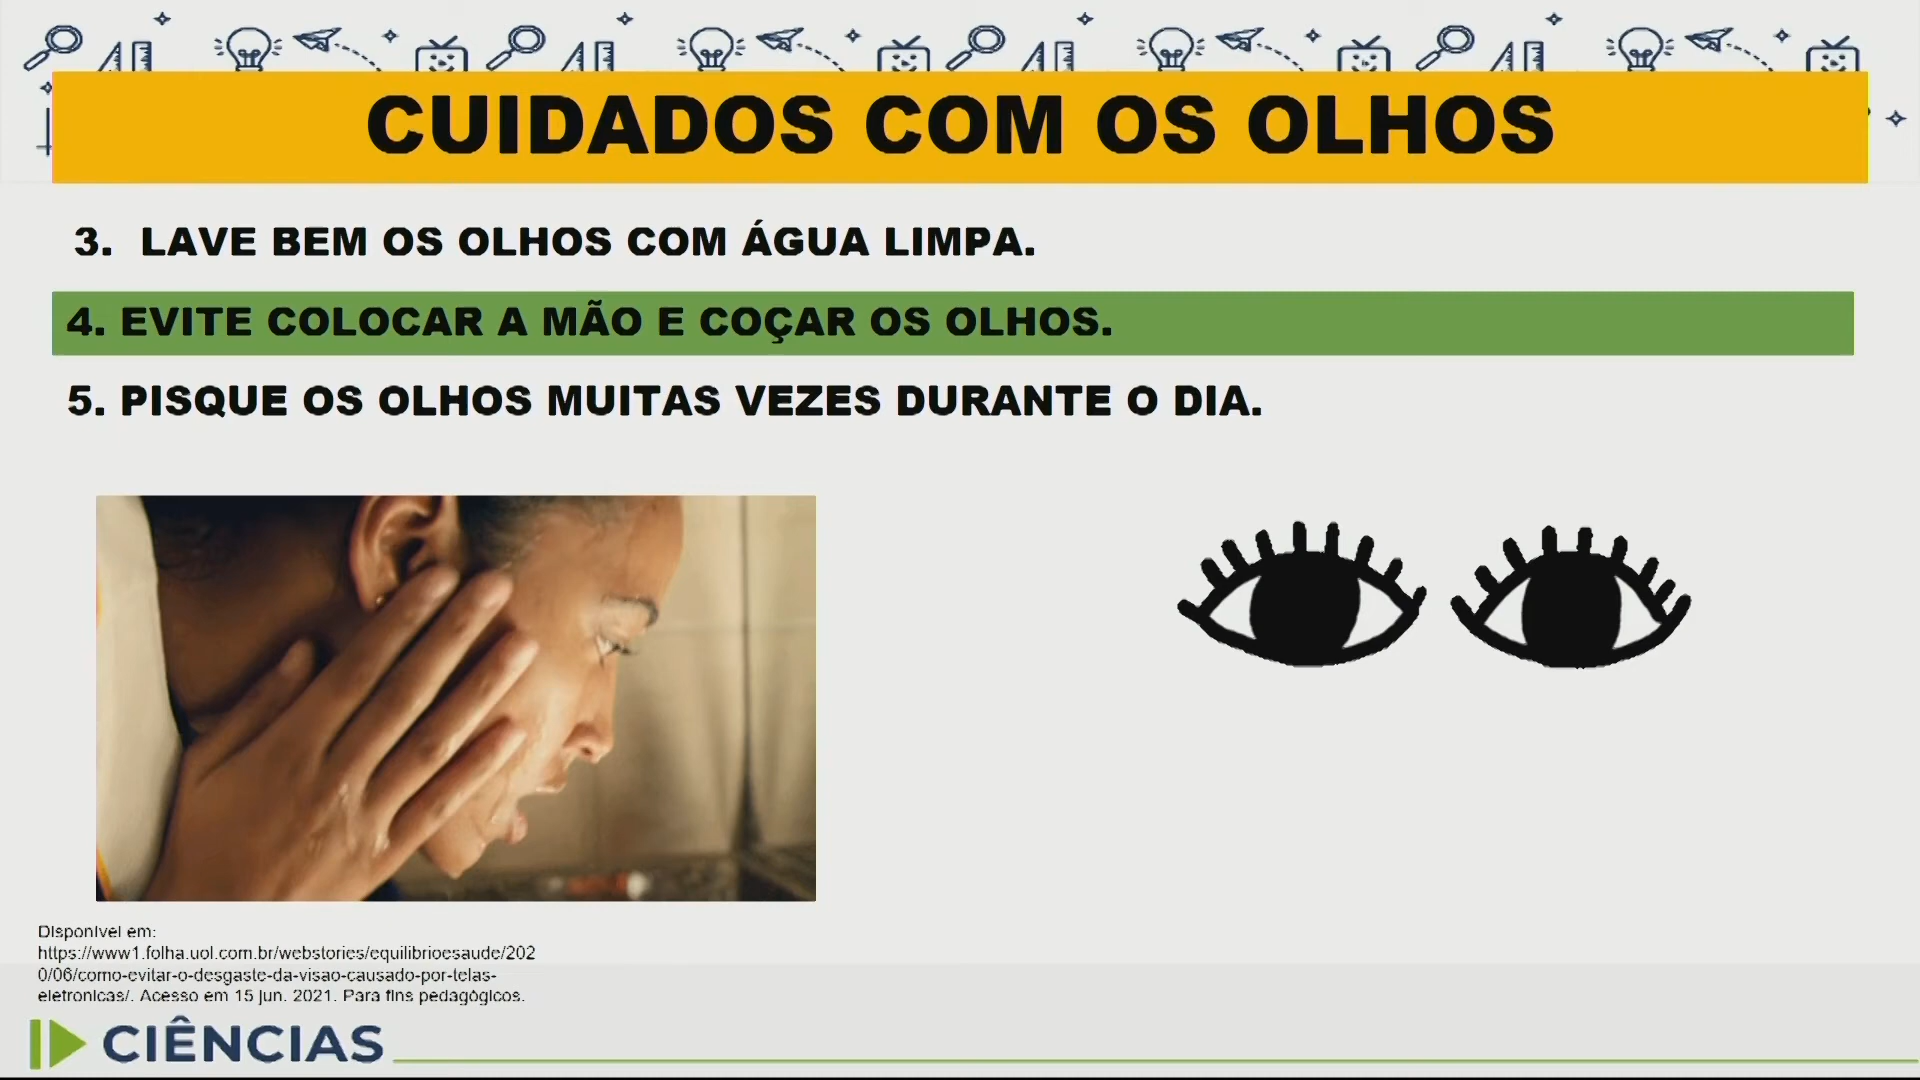 CUIDADOS COM OS OLHOS
3. LAVE BEM OS OLHOS COM ÁGUA LIMPA.
4. EVITE COLOCAR A MÃO E COÇAR OS OLHOS.
5. PISQUE OS OLHOS MUITAS VEZES DURANTE O DIA.
Disponível em:
https://www1.folha.uol.com.br/webstories/equilibrioesaude/202
0/06/como-evitar-o-desgaste-da-visao-causado-por-telas-
eletronicas/. Acesso em 15 jun. 2021. Para fins pedagógicos.
CIÊNCIAS